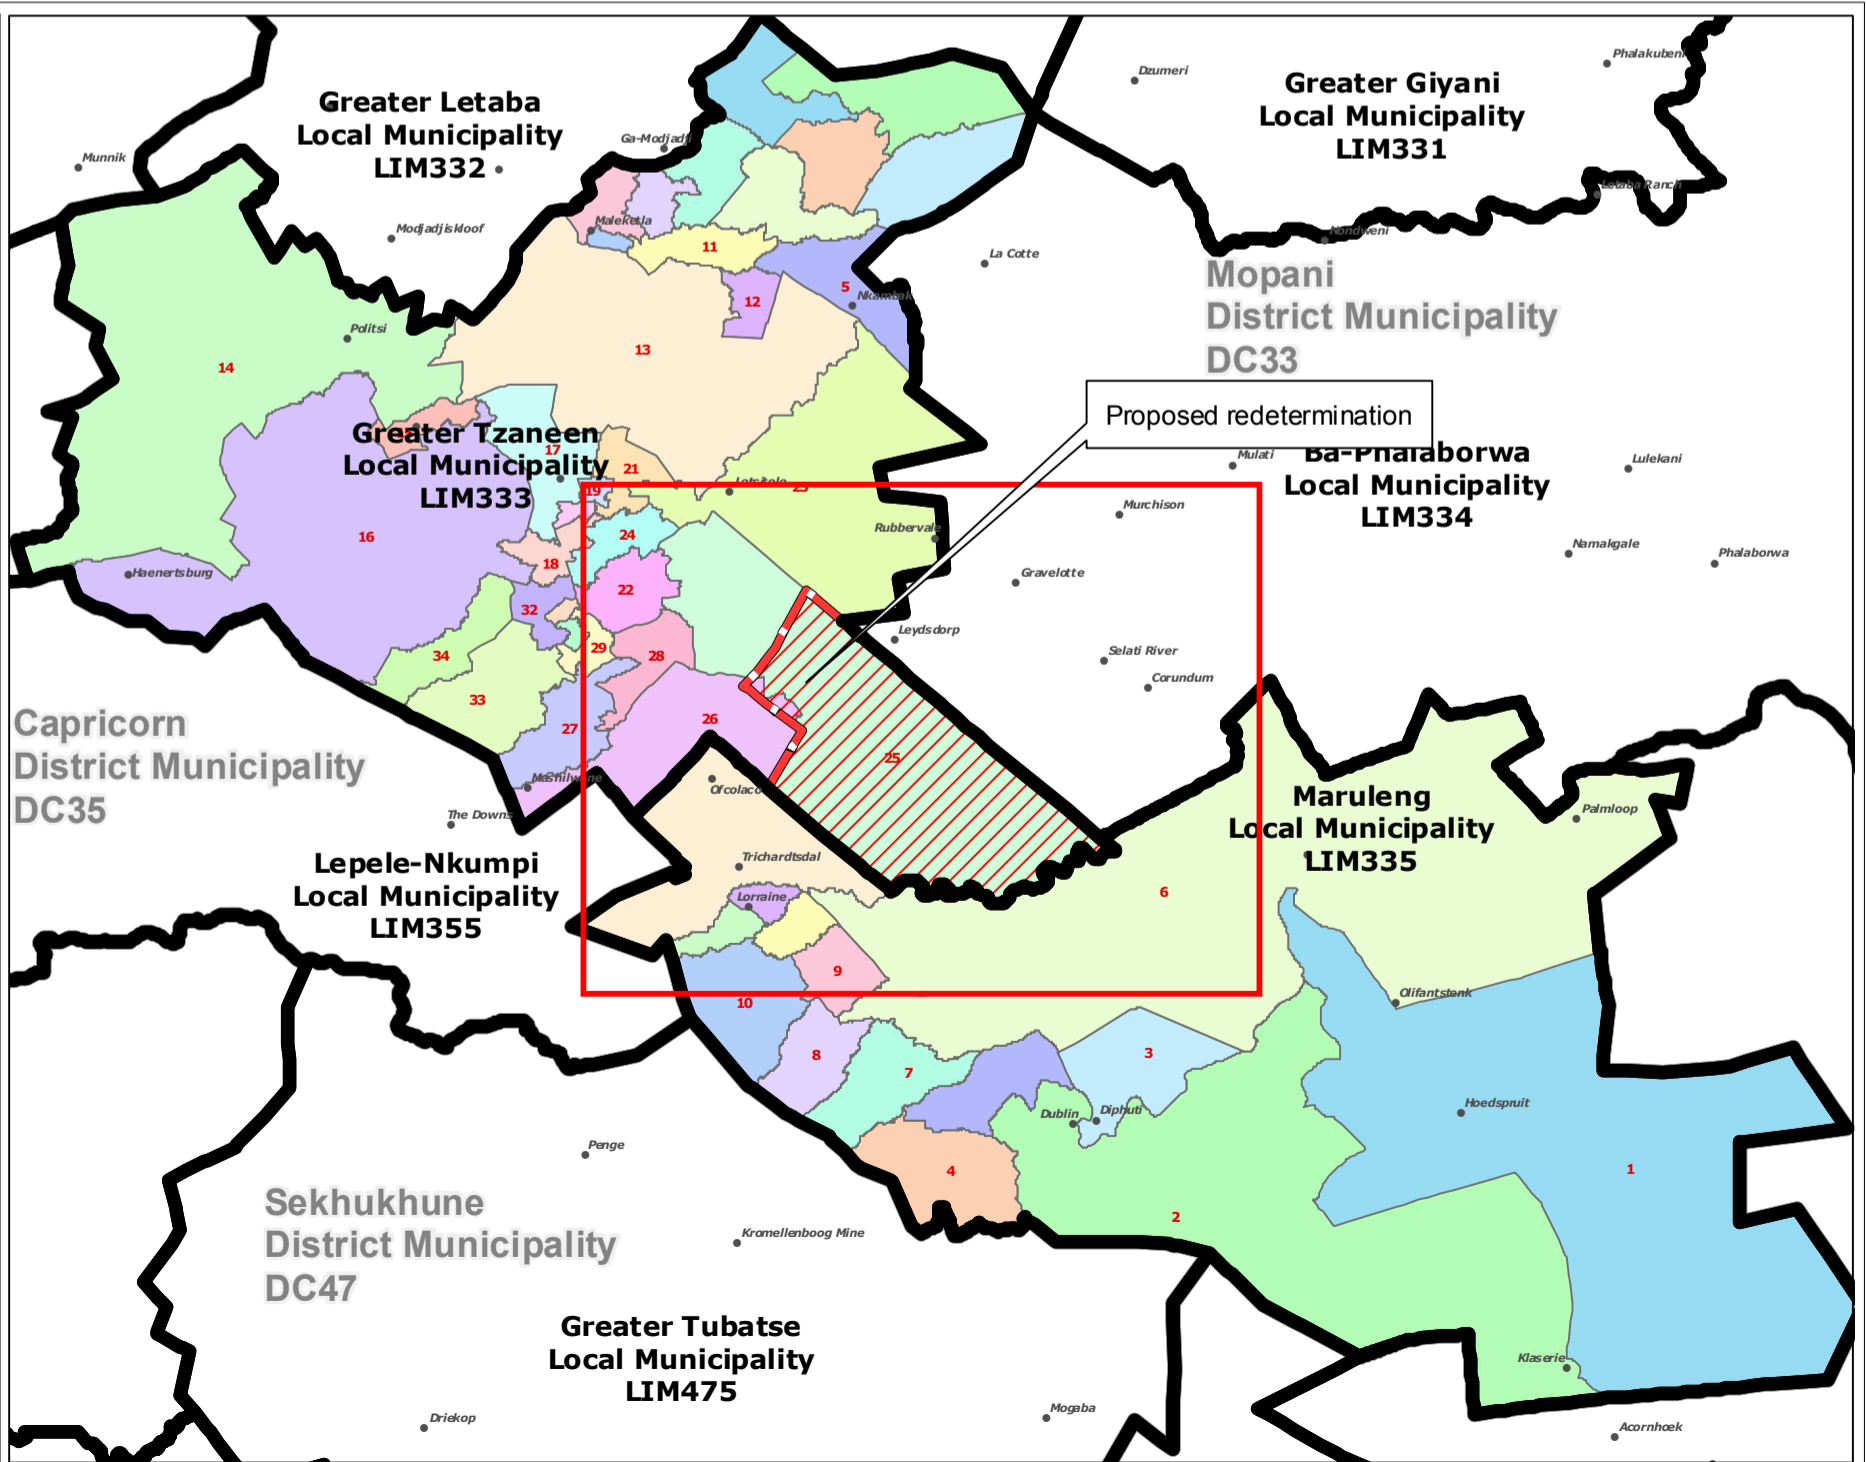 Phalakubeni
Dzumeri
Greater Giyani
Local Municipality
LIM331
Greater Letaba
Local Municipality
LIM332
Ga-Modjadji
Munnik
Letaba Ranch
Modjadjiskloof
Maleketla
Nondweni
11
La Cotte
Mopani
District Municipality
DC33
5
Nkambak
12
Politsi
13
14
Proposed redetermination
Greater Tzaneen
Local Municipality
LIM333
17
21
19
Letsitele
23
Mulati
Ba-Phalaborwa
Local Municipality
LIM334
Lulekani
Murchison
Rubbervale
24
16
Namakgale
Phalaborwa
18
Haenertsburg
Gravelotte
22
32
Leydsdorp
29
28
34
Selati River
Corundum
33
26
27
Capricorn
District Municipality
DC35
25
Mashilwane
Ofcolaco
The Downs
Maruleng
Local Municipality
LIM335
Palmloop
Lepele-Nkumpi
Local Municipality
LIM355
Trichardtsdal
6
Lorraine
9
10
Olifantstenk
8
3
7
Hoedspruit
Dublin
Diphuti
Penge
4
1
Sekhukhune
District Municipality
DC47
2
Kromellenboog Mine
Greater Tubatse
Local Municipality
LIM475
Klaserie
Mogaba
Driekop
Acornhoek